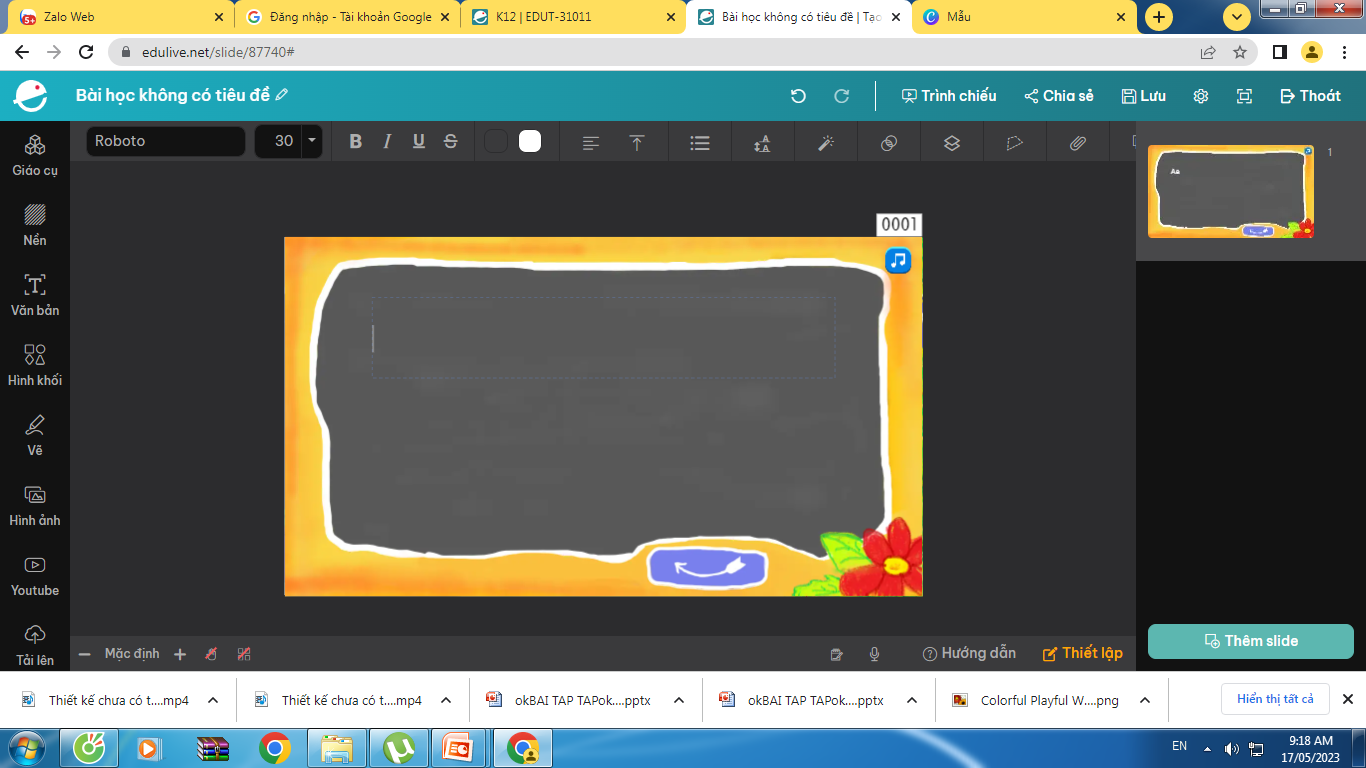 Zalo Web
Đăng nhập - Tài khoản Google
K12 | EDUT-31011
Bài học không có tiêu đề | Tạo
Mẫu
edulive.net/slide/87740#
Bài học không có tiêu đề
Trình chiếu
Chia sẻ
Lưu
Thoát
Roboto
30
B I U S
Giáo cụ
Nền
Văn bản
Hình khối
Vẽ
Hình ảnh
Youtube
Tải lên
0001
Aa
1
Mặc định
Hướng dẫn
Thiết lập
Thêm slide
Thiết kế chưa có t....mp4
Thiết kế chưa có t....mp4
okBAI TAP TAPok....pptx
okBAI TAP TAPok....pptx
Colorful Playful W....png
Hiển thị tất cả
EN
9:18 AM
17/05/2023